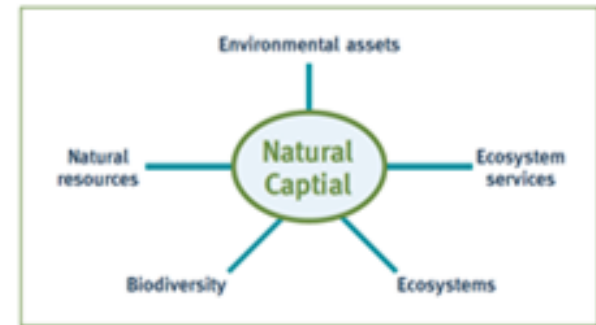 Environmental assets
Natural
resources
Natural
Captial
Ecosystem
services
Biodiversity
Ecosystems